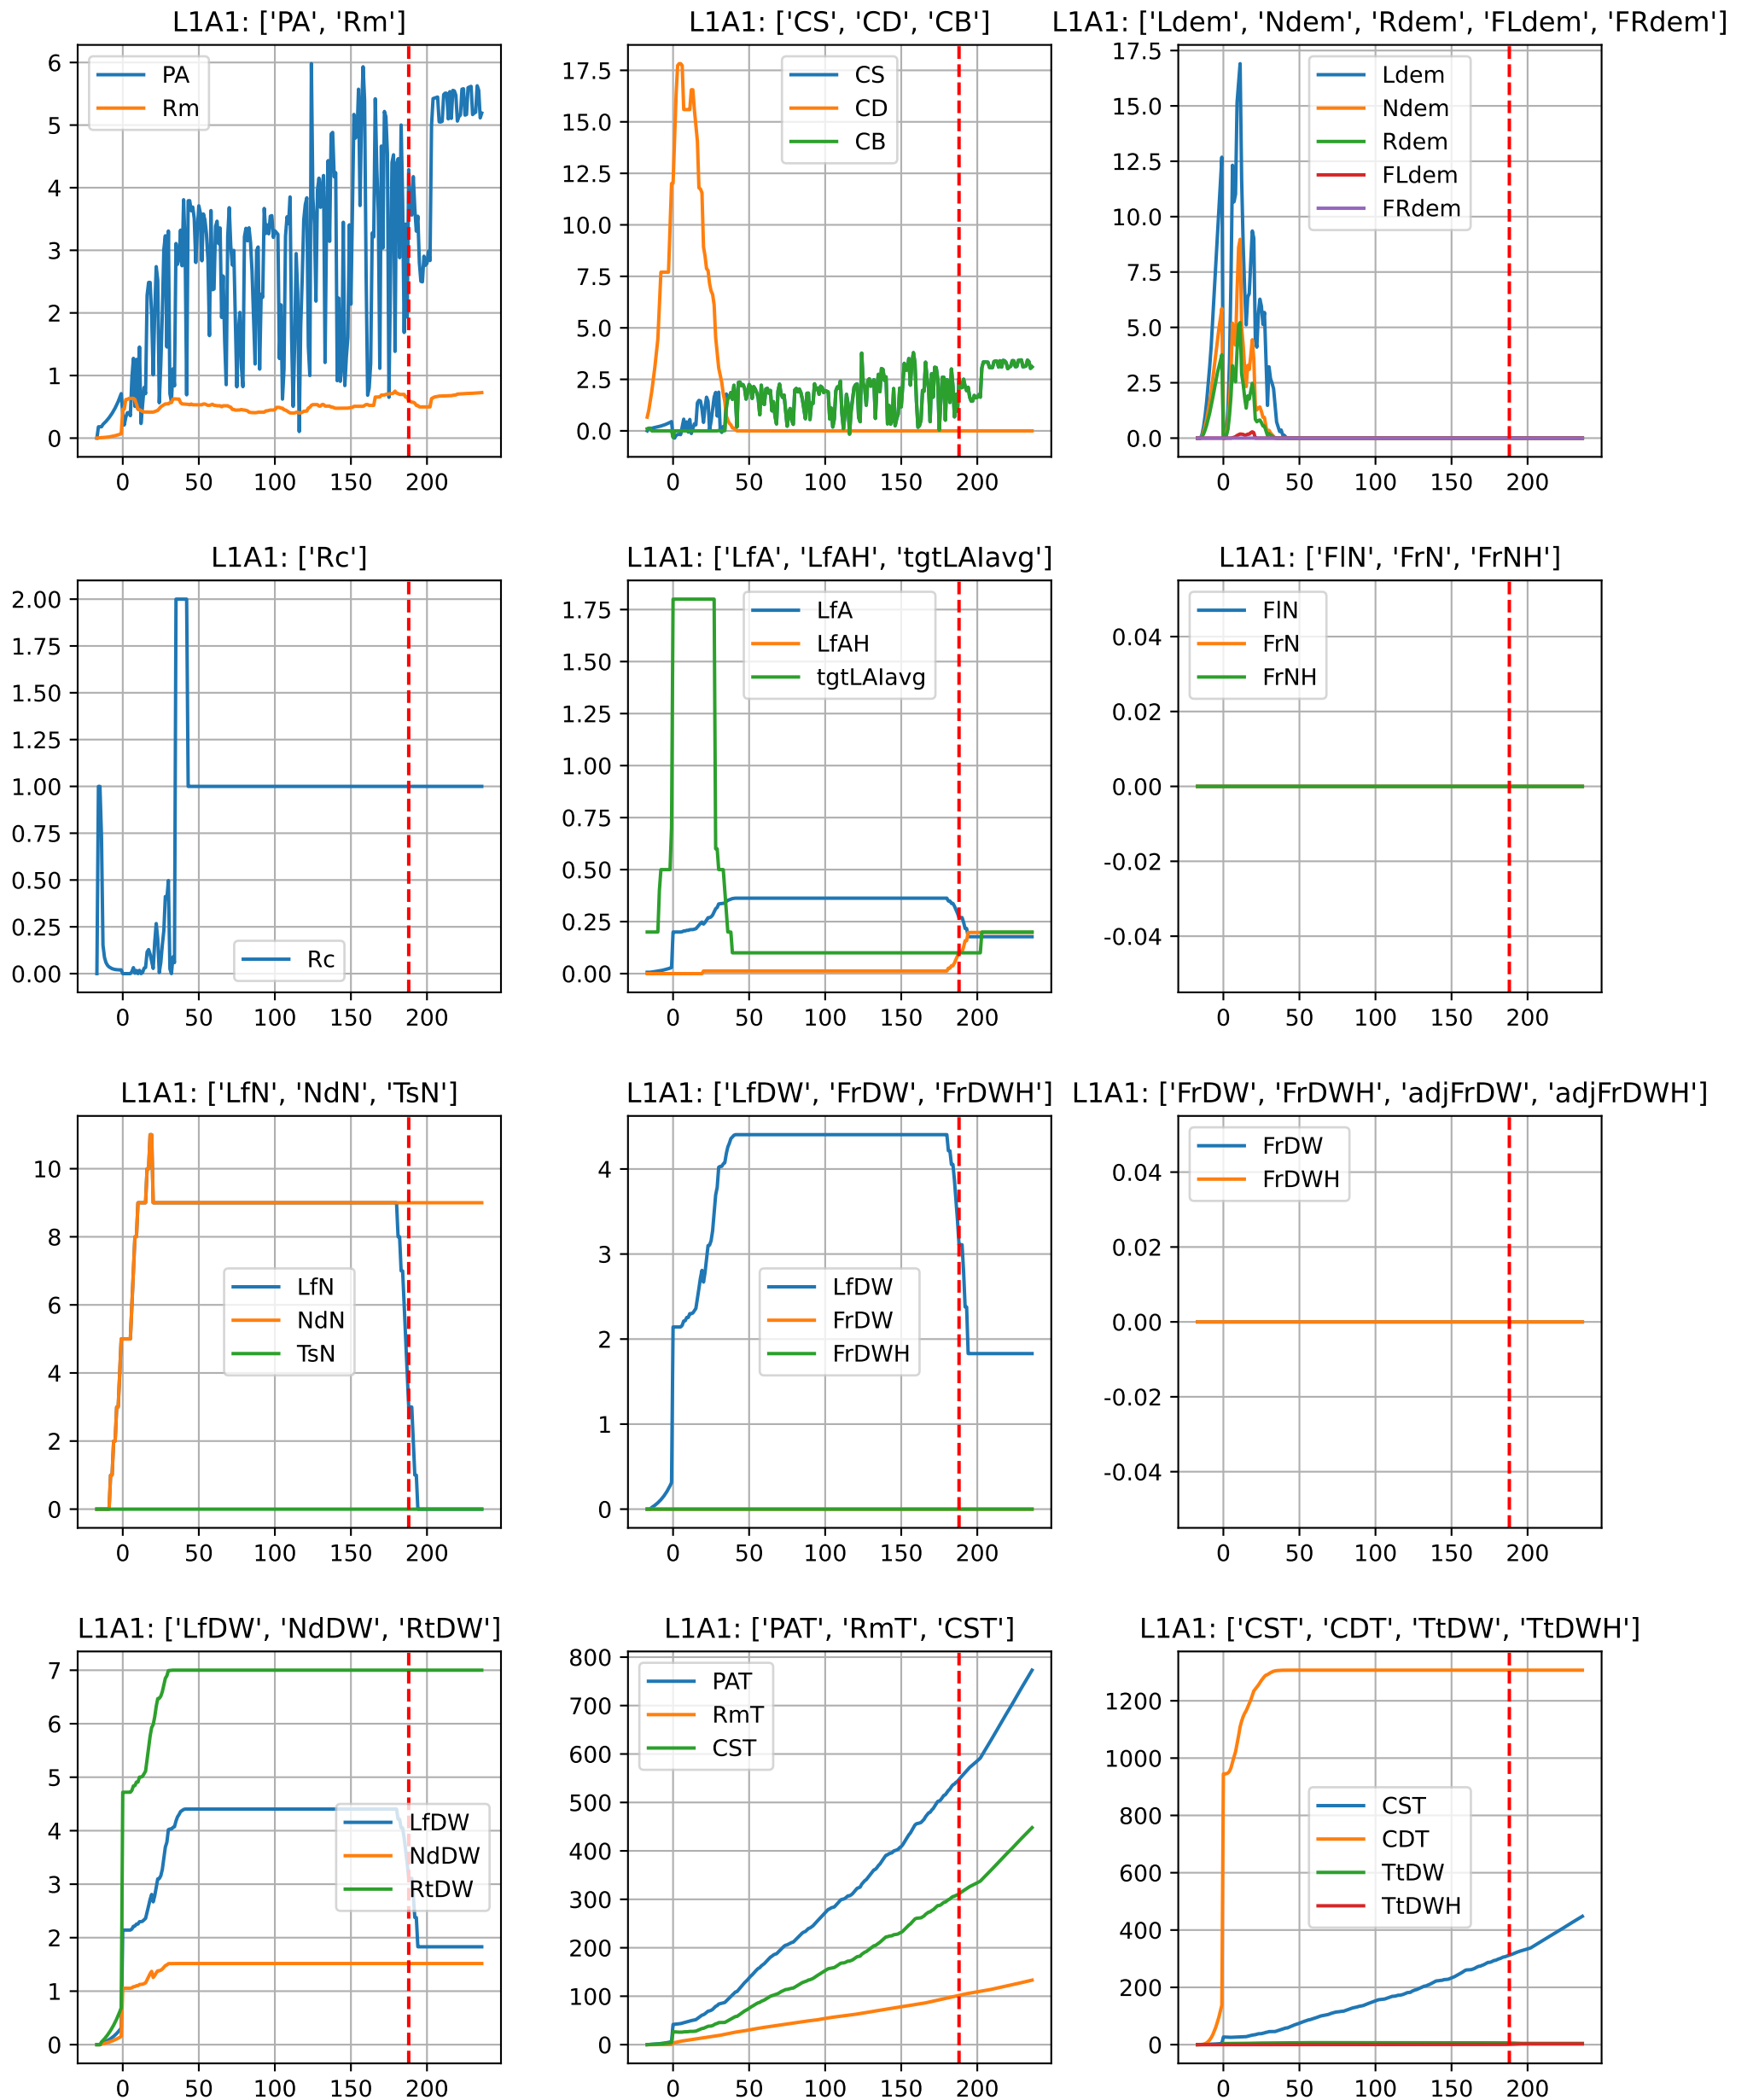 L1A1: ['PA', 'Rm']
6
5
4
3
2
1
0
0 50 100 150 200
PA
Rm
L1A1: ['CS', 'CD', 'CB']
17.5
15.0
12.5
10.0
7.5
5.0
2.5
0.0
0 50 100 150 200
CS
CD
CB
L1A1: ['Ldem', 'Ndem', 'Rdem', 'FLdem', 'FRdem']
17.5
15.0
12.5
10.0
7.5
5.0
2.5
0.0
0 50 100 150 200
Ldem
Ndem
Rdem
FLdem
FRdem
L1A1: ['Rc']
2.00
1.75
1.50
1.25
1.00
0.75
0.50
0.25
0.00
0 50 100 150 200
Rc
L1A1: ['LfA', 'LfAH', 'tgtLAIavg']
1.75
1.50
1.25
1.00
0.75
0.50
0.25
0.00
0 50 100 150 200
LfA
LfAH
tgtLAIavg
L1A1: ['FlN', 'FrN', 'FrNH']
0.04
0.02
0.00
-0.02
-0.04
0 50 100 150 200
FlN
FrN
FrNH
L1A1: ['LfN', 'NdN', 'TsN']
10
8
6
4
2
0
0 50 100 150 200
LfN
NdN
TsN
L1A1: ['LfDW', 'FrDW', 'FrDWH']
4
3
2
1
0
0 50 100 150 200
LfDW
FrDW
FrDWH
L1A1: ['FrDW', 'FrDWH', 'adjFrDW', 'adjFrDWH']
0.04
0.02
0.00
-0.02
-0.04
0 50 100 150 200
FrDW
FrDWH
L1A1: ['LfDW', 'NdDW', 'RtDW']
7
6
5
4
3
2
1
0
0 50 100 150 200
LfDW
NdDW
RtDW
L1A1: ['PAT', 'RmT', 'CST']
800
700
600
500
400
300
200
100
0
0 50 100 150 200
PAT
RmT
CST
L1A1: ['CST', 'CDT', 'TtDW', 'TtDWH']
1200
1000
800
600
400
200
0
0 50 100 150 200
CST
CDT
TtDW
TtDWH